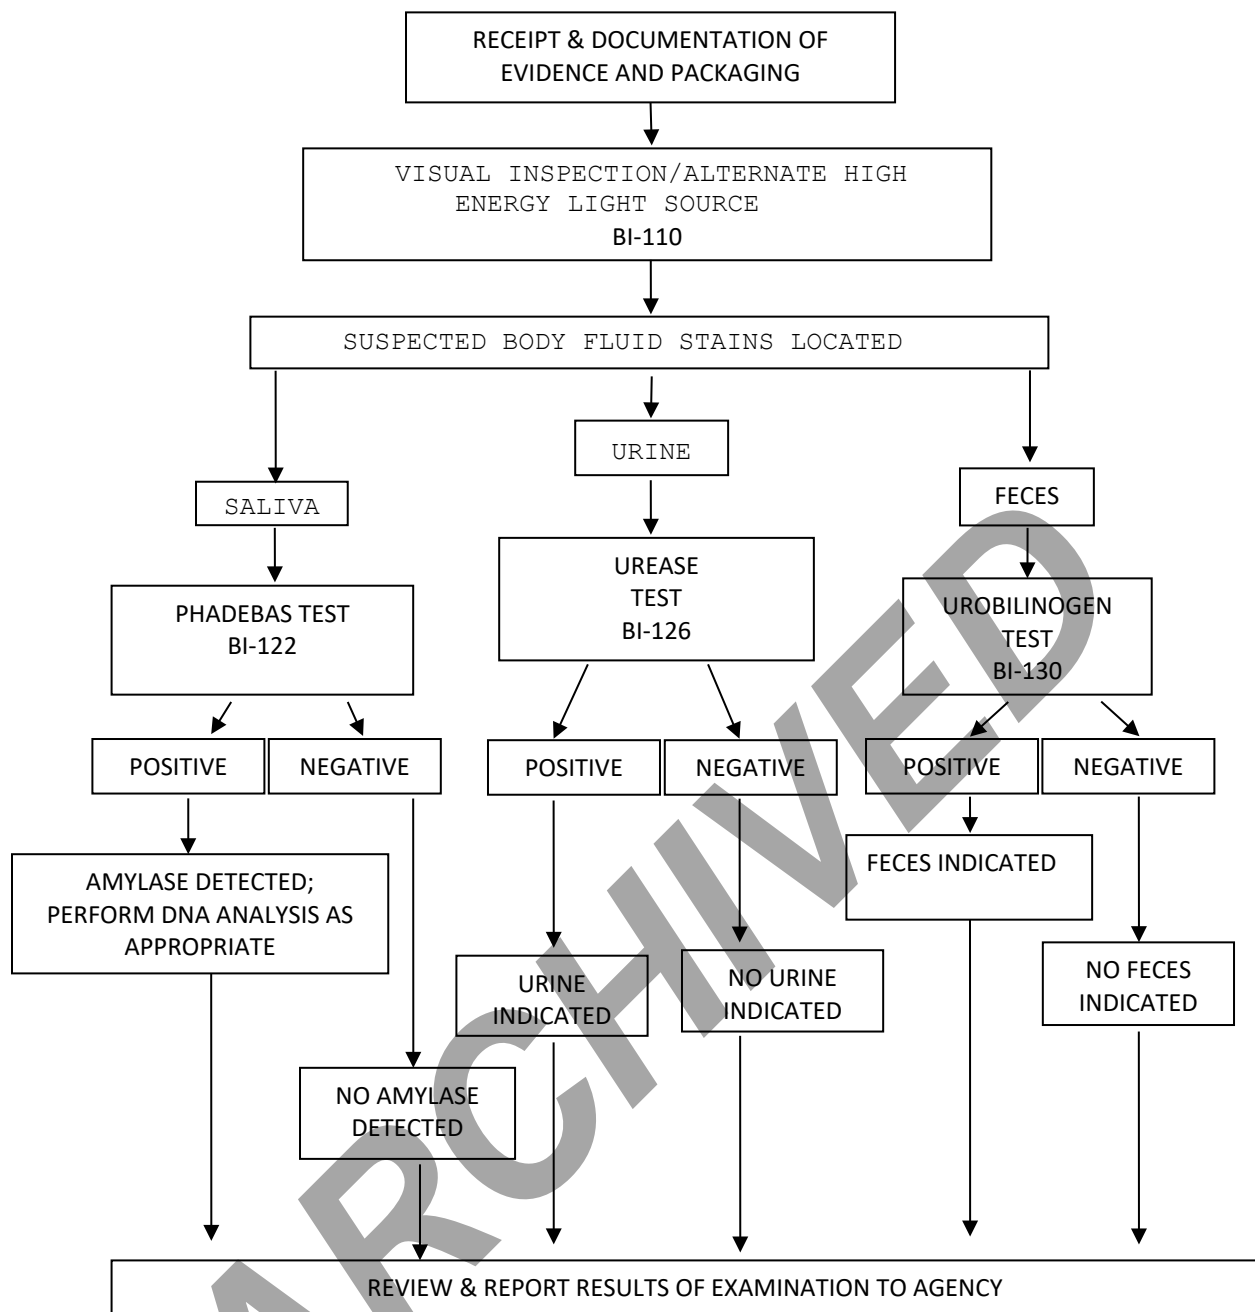 RECEIPT & DOCUMENTATION OF
EVIDENCE AND PACKAGING
VISUAL INSPECTION/ALTERNATE HIGH
ENERGY LIGHT SOURCE
BI-110
SUSPECTED BODY FLUID STAINS LOCATED
SALIVA
URINE
FECES
PHADEBAS TEST
BI-122
UREASE
TEST
BI-126
UROBILINOGEN
TEST
BI-130
POSITIVE
NEGATIVE
POSITIVE
NEGATIVE
POSITIVE
NEGATIVE
AMYLASE DETECTED;
PERFORM DNA ANALYSIS AS
APPROPRIATE
NO AMYLASE
DETECTED
URINE
INDICATED
NO URINE
INDICATED
FECES INDICATED
NO FECES
INDICATED
REVIEW & REPORT RESULTS OF EXAMINATION TO AGENCY
ARCHIVED